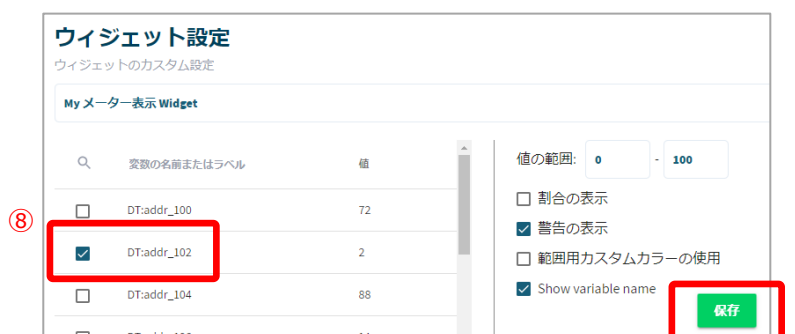 ウィジェット設定
ウィジェットのカスタム設定
My メーター表示 Widget
変数の名前またはラベル 値
⑧
DT:addr_100 72
DT:addr_102 2
DT:addr_104 88
値の範囲: 0 - 100
割合の表示
警告の表示
範囲用カスタムカラーの使用
Show variable name
保存